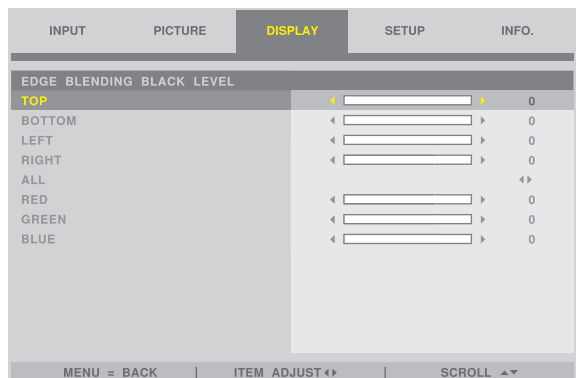 INPUT PICTURE DISPLAY SETUP INFO.
EDGE BLENDING BLACK LEVEL
TOP 0
BOTTOM 0
LEFT 0
RIGHT 0
ALL
RED 0
GREEN 0
BLUE 0
MENU = BACK | ITEM ADJUST | SCROLL